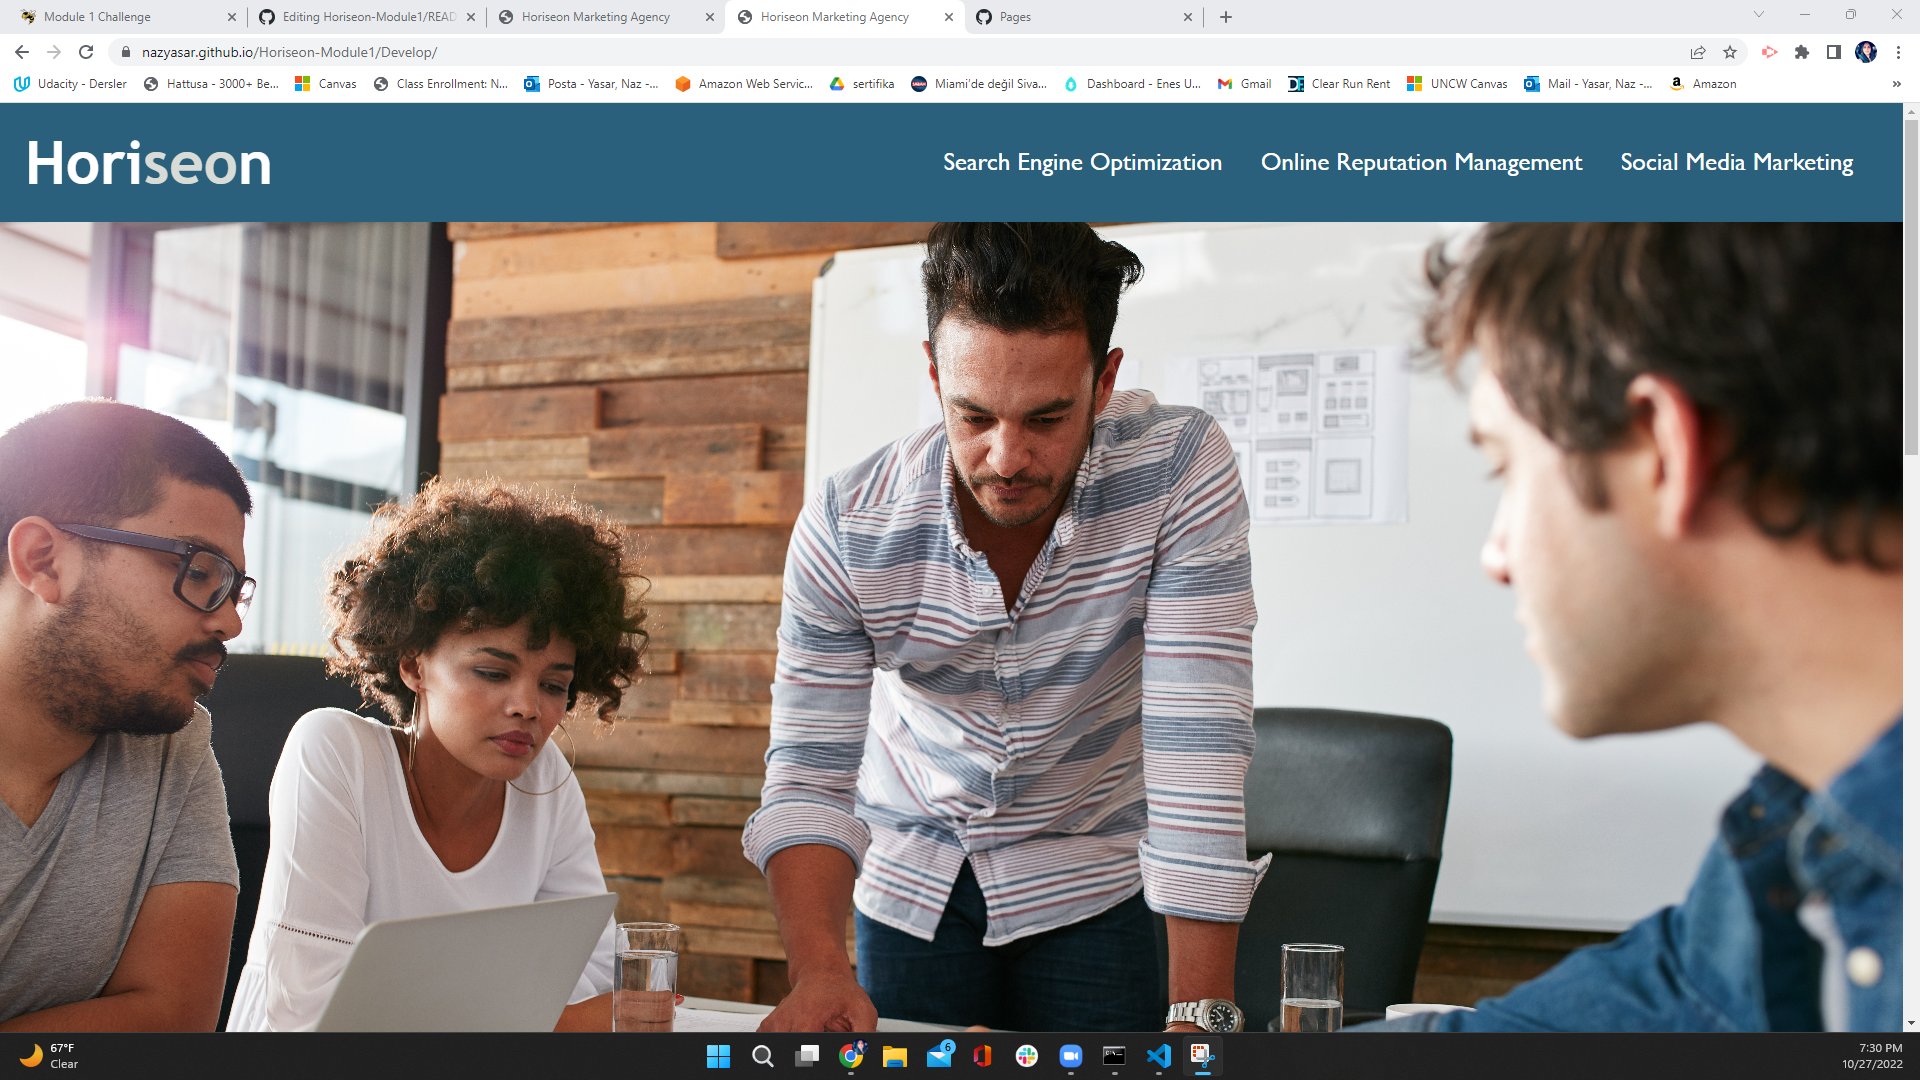 Module 1 Challenge
Editing Horiseon-Module1/READ
Horiseon Marketing Agency
Horiseon Marketing Agency
Pages
nazyasar.github.io/Horiseon-Module1/Develop/
Udacity - Dersler
Hattusa - 3000+ Be...
Canvas
Class Enrollment: N...
Posta - Yasar, Naz -...
Amazon Web Servic...
sertifika
Miami'de değil Siva...
Dashboard - Enes U...
Gmail
Clear Run Rent
UNCW Canvas
Mail - Yasar, Naz -...
Amazon
Horiseon
Search Engine Optimization
Online Reputation Management
Social Media Marketing
67°F
Clear
6
7:30 PM
10/27/2022